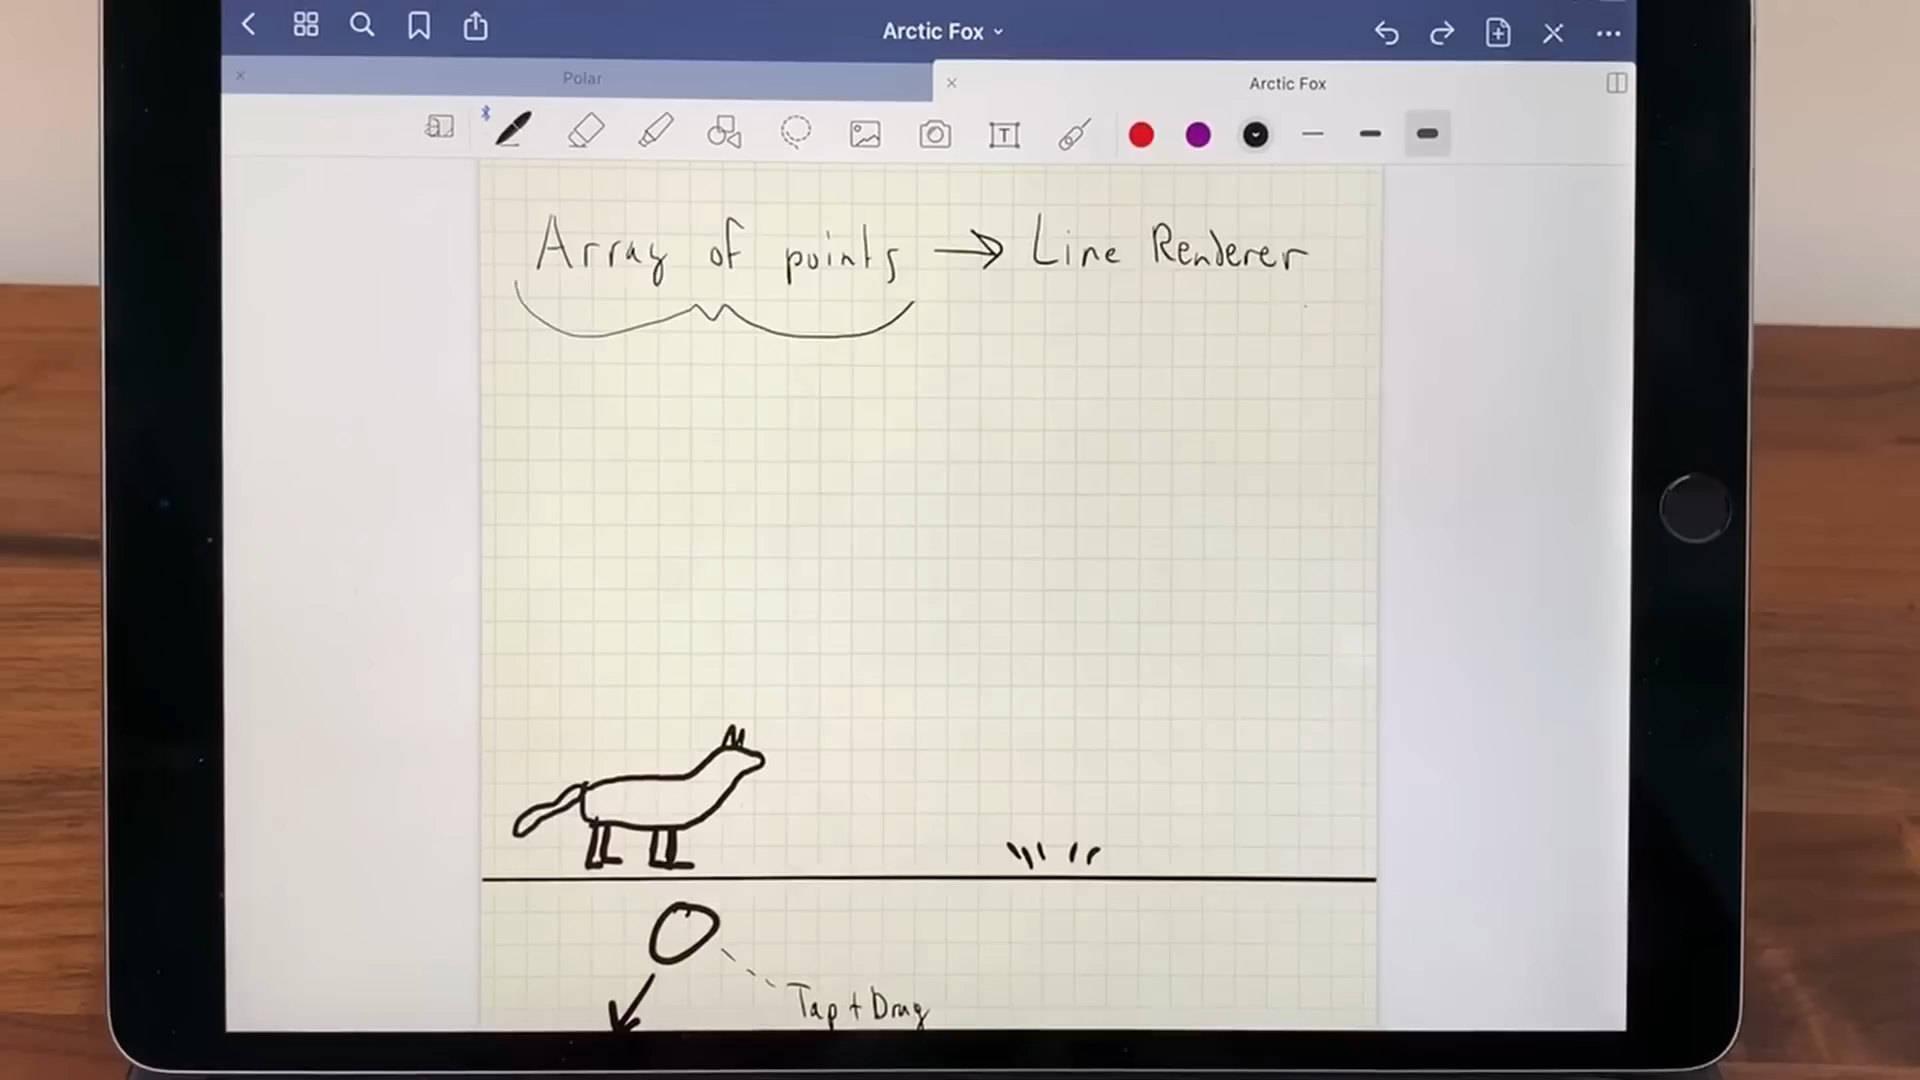 Arctic Fox
Polar
Arctic Fox
T
Array of points → Line Renderer
Tap + Drag